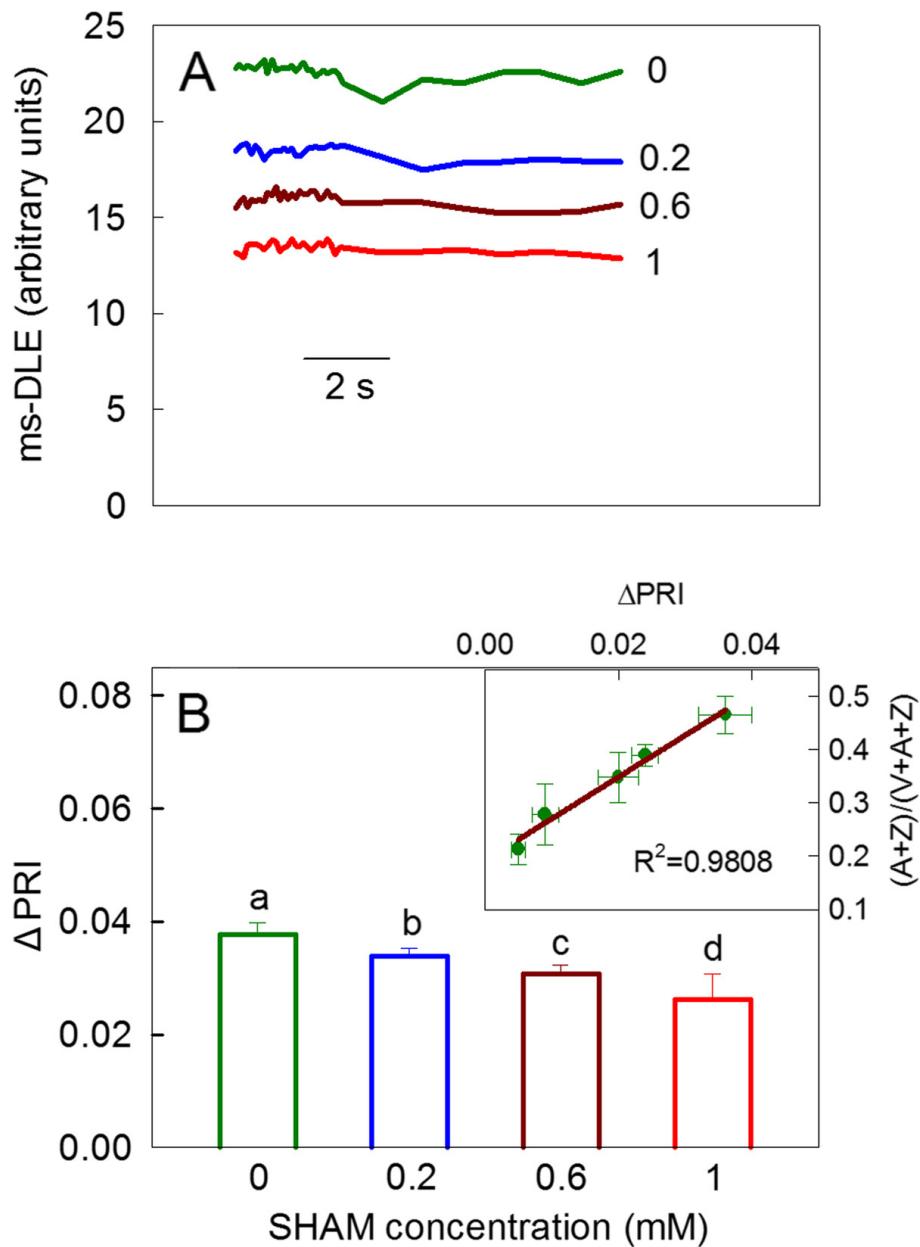 25
A
0
20
0.2
15
0.6
1
10
2 s
5
0
ms-DLE (arbitrary units)
ΔPRI
0.00 0.02 0.04
0.08
B
0.5
0.4
0.3
0.2
0.1
R²=0.9808
(A+Z)/(V+A+Z)
0.06
0.04
0.02
0.00
Δ PRI
a
b
c
d
0 0.2 0.6 1
SHAM concentration (mM)